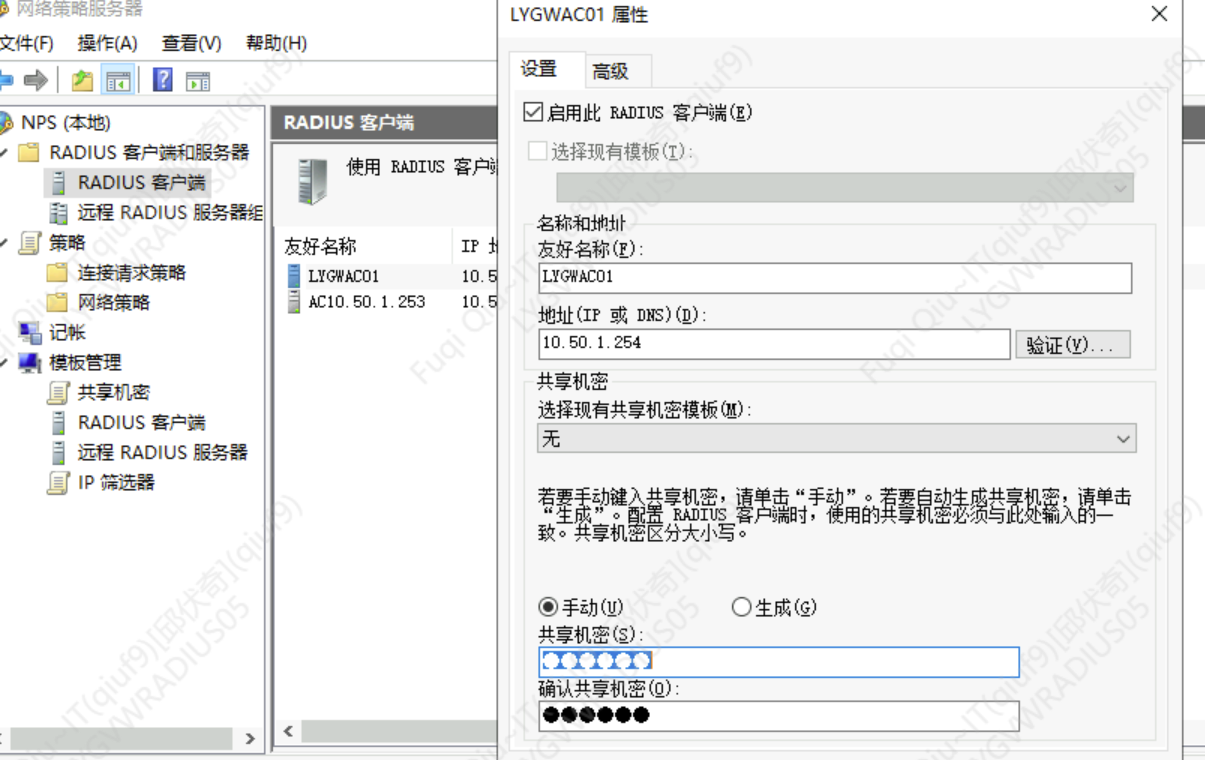 网络策略服务器
文件(F) 操作(A) 查看(V) 帮助(H)
NPS (本地)
RADIUS 客户端和服务器
RADIUS 客户端
远程 RADIUS 服务器组
策略
连接请求策略
网络策略
记帐
模板管理
共享机密
RADIUS 客户端
远程 RADIUS 服务器
IP 筛选器
RADIUS 客户端
使用 RADIUS 客户端
友好名称 IP 地
LYGWAC01 10.5
AC10.50.1.253 10.5
LYGWAC01 属性
设置 高级
启用此 RADIUS 客户端(E)
选择现有模板(T):
名称和地址
友好名称(F):
LYGWAC01
地址(IP 或 DNS)(D):
10.50.1.254
验证(V)...
共享机密
选择现有共享机密模板(M):
无
若要手动键入共享机密，请单击“手动”。若要自动生成共享机密，请单击
“生成”。配置 RADIUS 客户端时，使用的共享机密必须与此处输入的一
致。共享机密区分大小写。
手动(U) 生成(G)
共享机密(S):
确认共享机密(O):
Fuqi Qiu~IT(qiuf9)[邱伏奇](qiuf9)
LYGVWRADIUS05